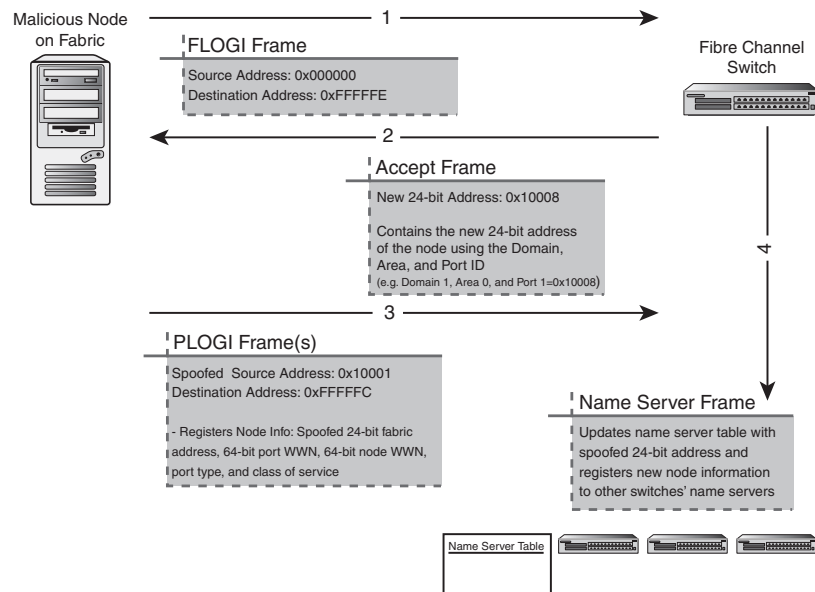 Malicious Node
on Fabric
1
FLOGI Frame
Source Address: 0x000000
Destination Address: 0xFFFFFE
Fibre Channel
Switch
2
Accept Frame
New 24-bit Address: 0x10008
Contains the new 24-bit address
of the node using the Domain,
Area, and Port ID
(e.g. Domain 1, Area 0, and Port 1=0x10008)
3
4
PLOGI Frame(s)
Spoofed Source Address: 0x10001
Destination Address: 0xFFFFFC
- Registers Node Info: Spoofed 24-bit fabric
address, 64-bit port WWN, 64-bit node WWN,
port type, and class of service
Name Server Frame
Updates name server table with
spoofed 24-bit address and
registers new node information
to other switches' name servers
Name Server Table